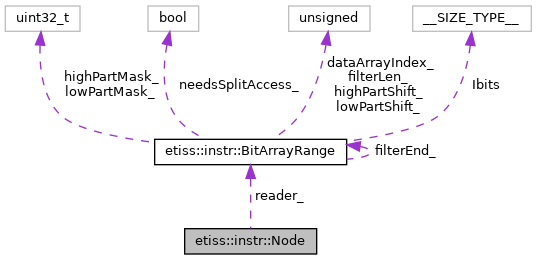 uint32_t
bool
unsigned
__SIZE_TYPE__
highPartMask_
lowPartMask_
needsSplitAccess_
dataArrayIndex_
filterLen_
highPartShift_
lowPartShift_
Ibits
etiss::instr::BitArrayRange
filterEnd_
reader_
etiss::instr::Node